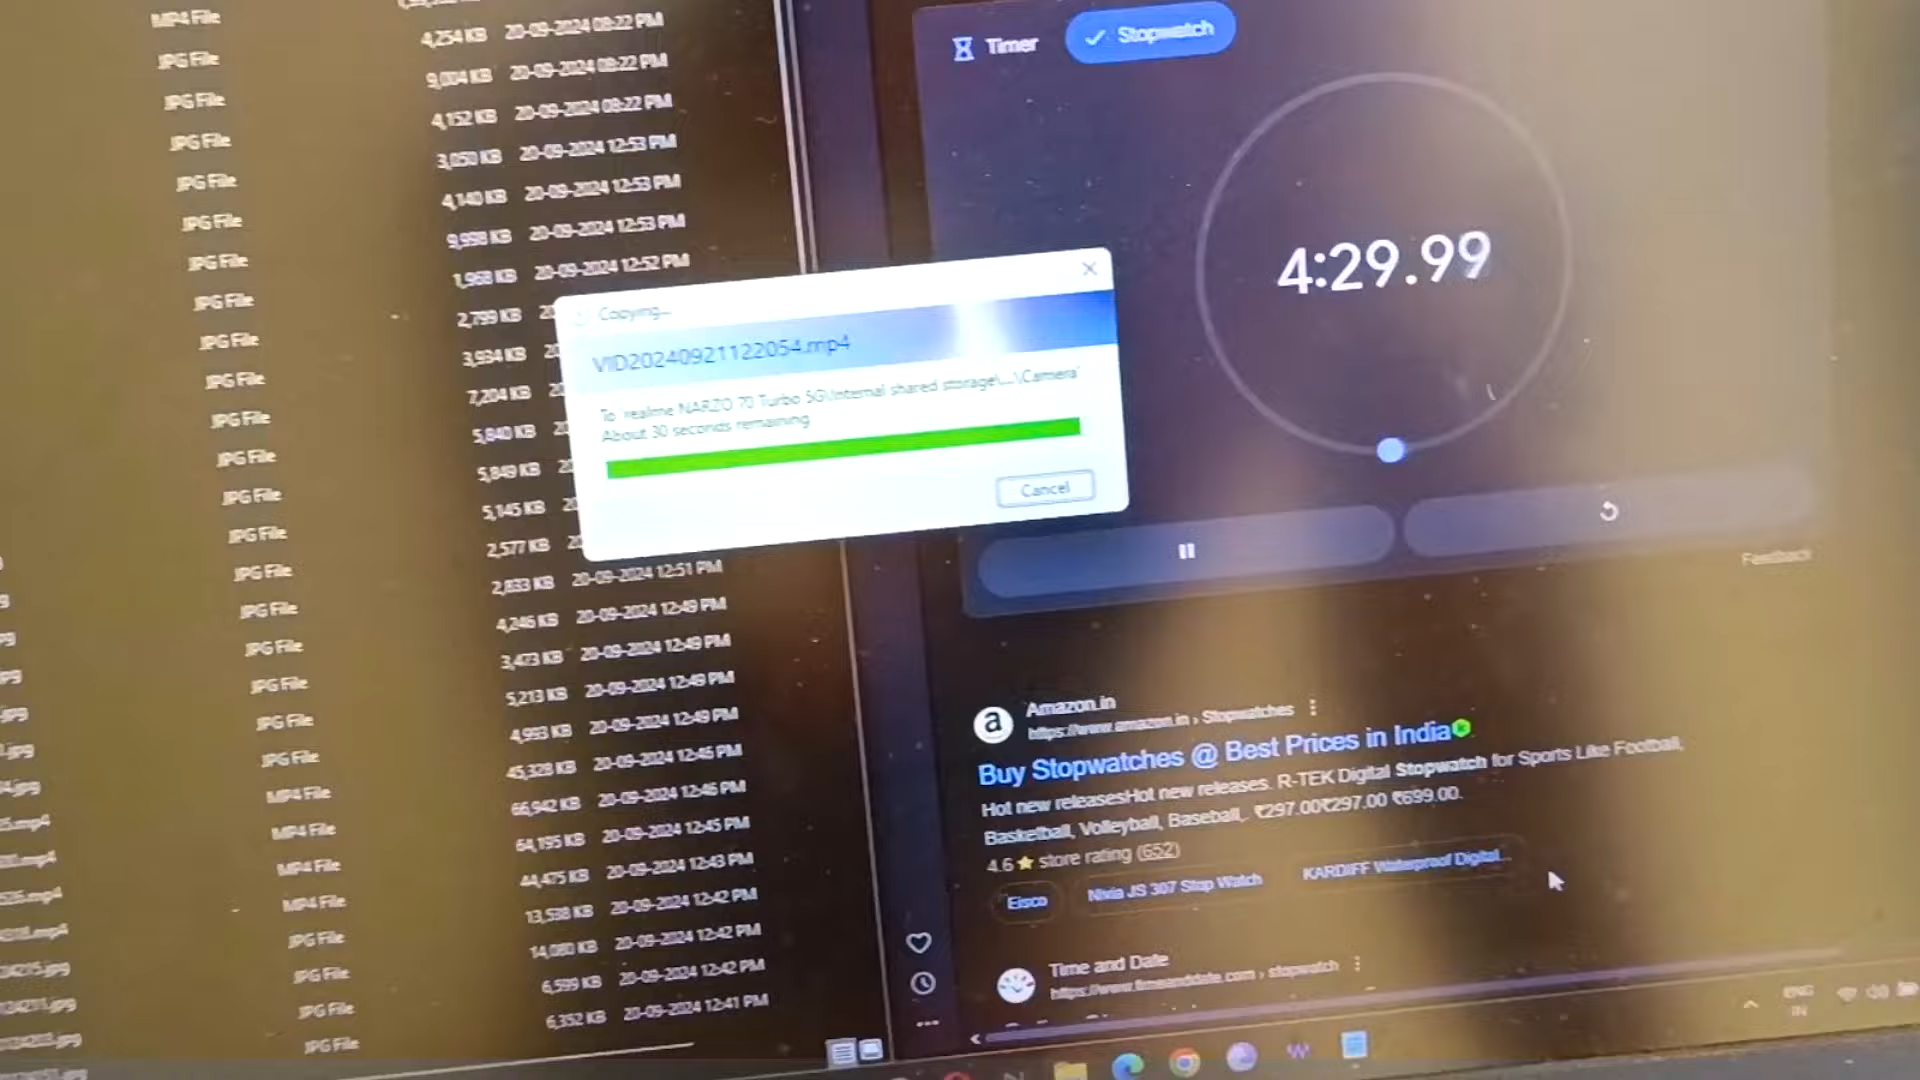 MP4 File
JPG File 4,254 KB 20-09-2024 08:22 PM
JPG File 9,004 KB 20-09-2024 08:22 PM
JPG File 4,152 KB 20-09-2024 08:22 PM
JPG File 3,050 KB 20-09-2024 12:53 PM
JPG File 4,140 KB 20-09-2024 12:53 PM
JPG File 9,998 KB 20-09-2024 12:53 PM
JPG File 1,968 KB 20-09-2024 12:52 PM
JPG File 2,799 KB
JPG File 3,934 KB
JPG File 7,204 KB
JPG File 5,840 KB
JPG File 5,849 KB
JPG File 5,145 KB
JPG File 2,577 KB
JPG File 2,833 KB 20-09-2024 12:51 PM
JPG File 4,246 KB 20-09-2024 12:49 PM
JPG File 3,473 KB 20-09-2024 12:49 PM
JPG File 5,213 KB 20-09-2024 12:49 PM
JPG File 4,993 KB 20-09-2024 12:49 PM
MP4 File 45,328 KB 20-09-2024 12:46 PM
MP4 File 66,942 KB 20-09-2024 12:46 PM
MP4 File 64,195 KB 20-09-2024 12:45 PM
MP4 File 44,475 KB 20-09-2024 12:43 PM
JPG File 13,538 KB 20-09-2024 12:42 PM
JPG File 14,080 KB 20-09-2024 12:42 PM
JPG File 6,599 KB 20-09-2024 12:42 PM
JPG File 6,352 KB 20-09-2024 12:41 PM
Copying...
VID20240921122054.mp4
To 'realme NARZO 70 Turbo 5G\Internal shared storage\...\Camera'
About 30 seconds remaining
Cancel
Timer
Stopwatch
4:29.99
Feedback
Amazon.in
https://www.amazon.in › Stopwatches
Buy Stopwatches @ Best Prices in India
Hot new releasesHot new releases. R-TEK Digital Stopwatch for Sports Like Football,
Basketball, Volleyball, Baseball,. ₹297.00₹297.00 ₹699.00.
4.6 ★ store rating (652)
Eisco
Nivia JS 307 Stop Watch
KARDIFF Waterproof Digital...
Time and Date
https://www.timeanddate.com › stopwatch
ENG
IN